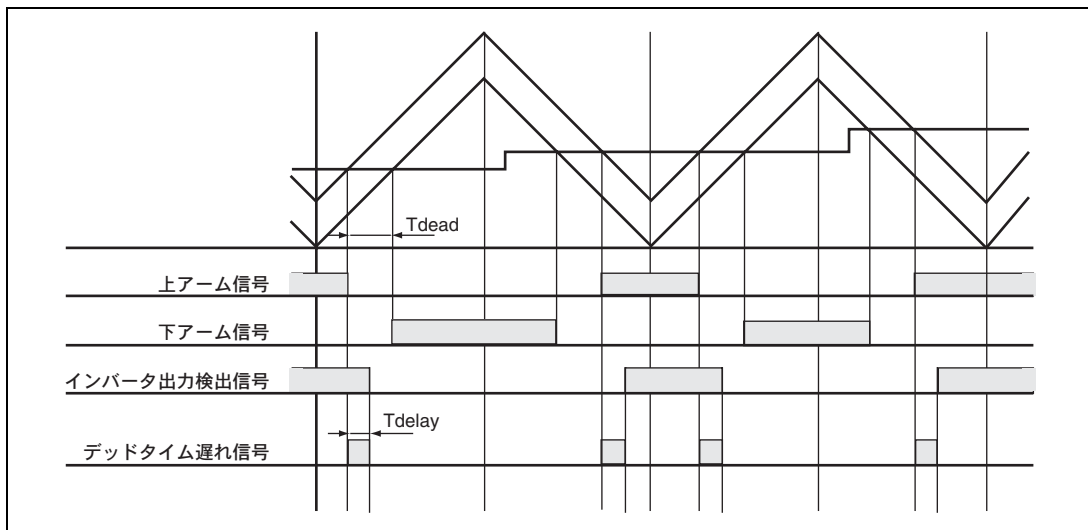 Tdead
上アーム信号
下アーム信号
インバータ出力検出信号
Tdelay
デッドタイム遅れ信号